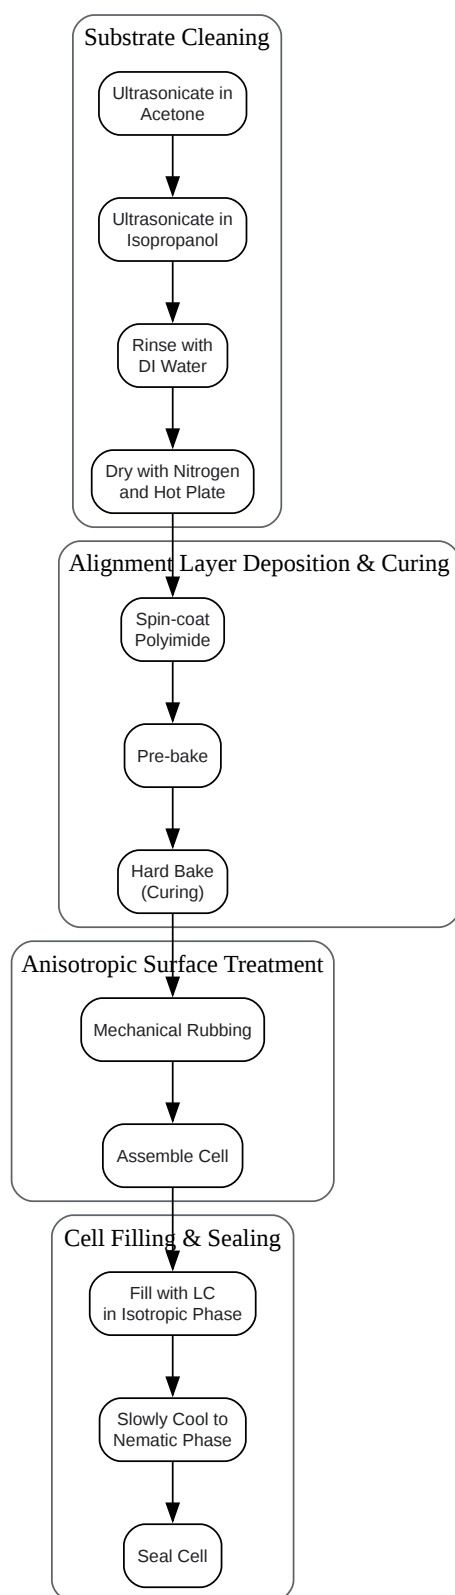 Substrate Cleaning
Ultrasonicate in
Acetone
Ultrasonicate in
Isopropanol
Rinse with
DI Water
Dry with Nitrogen
and Hot Plate
Alignment Layer Deposition & Curing
Spin-coat
Polyimide
Pre-bake
Hard Bake
(Curing)
Anisotropic Surface Treatment
Mechanical Rubbing
Assemble Cell
Cell Filling & Sealing
Fill with LC
in Isotropic Phase
Slowly Cool to
Nematic Phase
Seal Cell